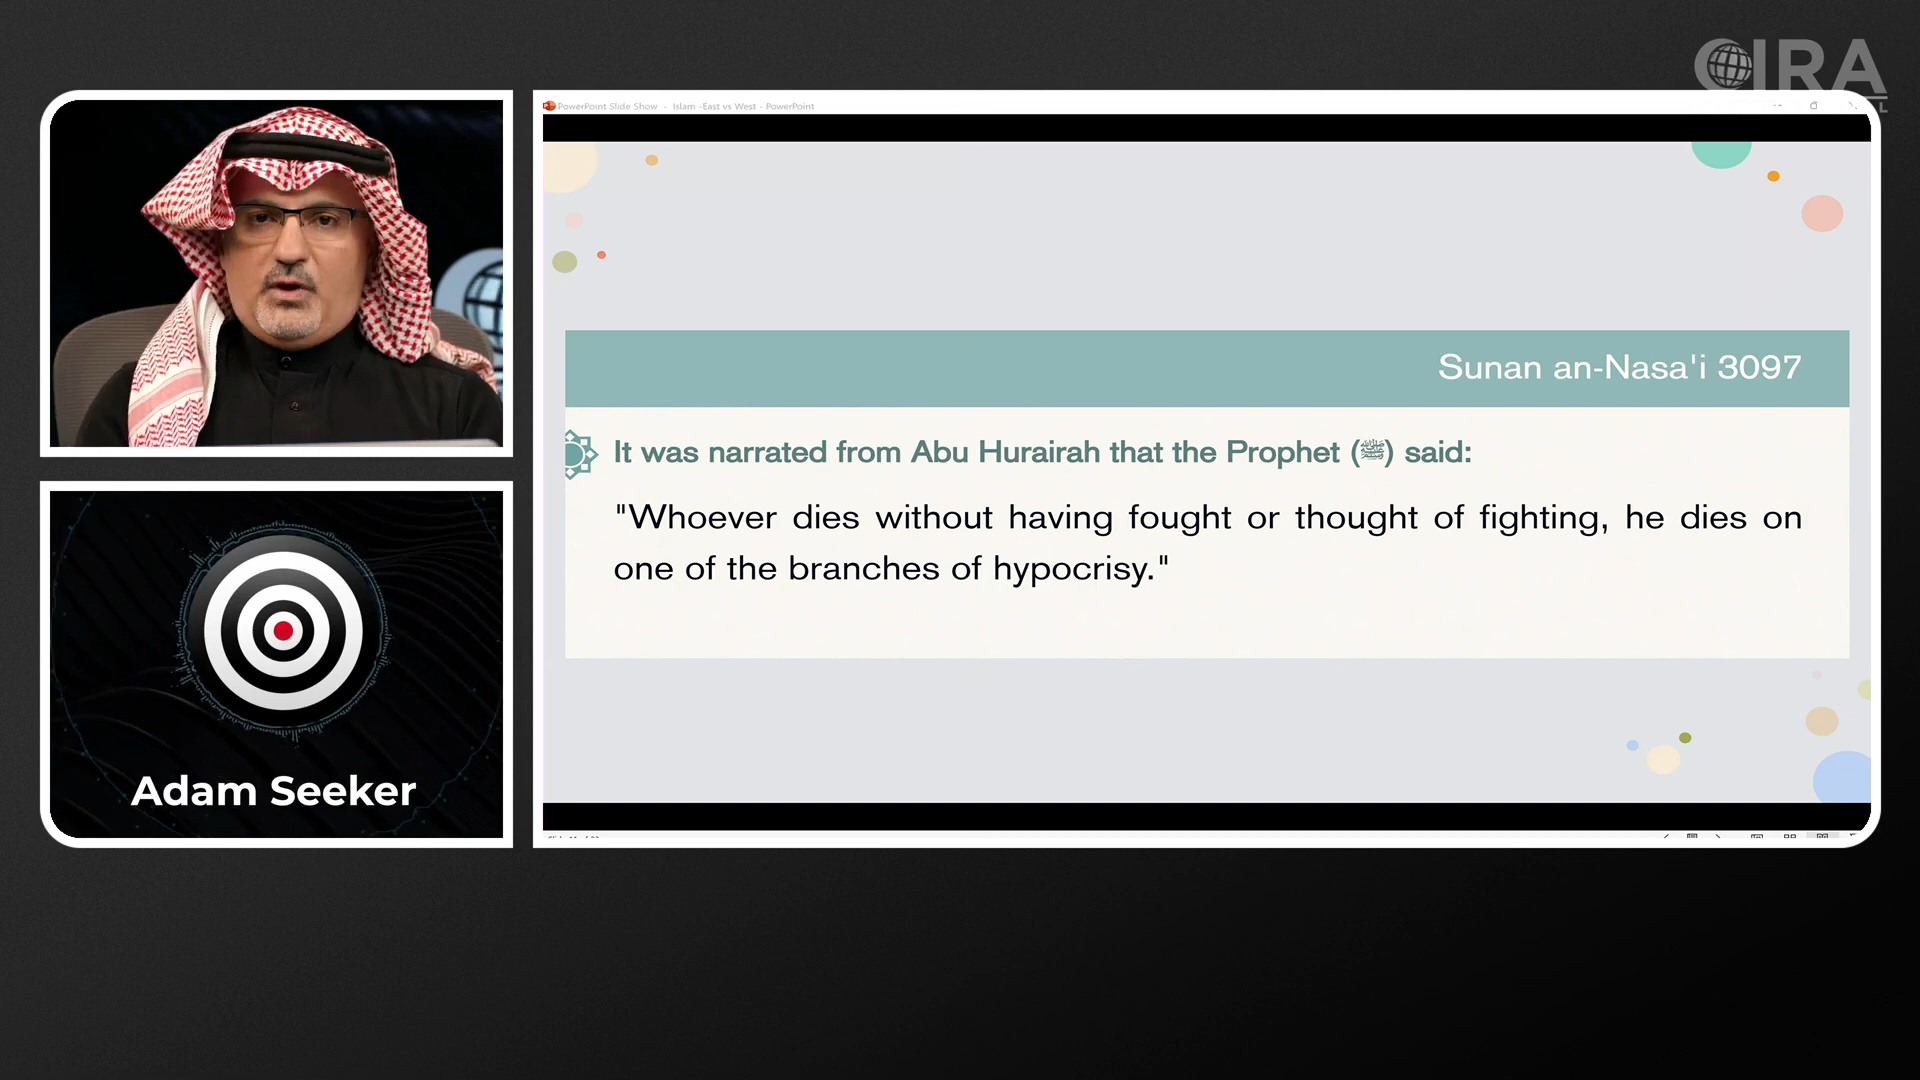 CIRA
PowerPoint Slide Show - Islam -East vs West - PowerPoint
Sunan an-Nasa'i 3097
It was narrated from Abu Hurairah that the Prophet (ﷺ) said:
"Whoever dies without having fought or thought of fighting, he dies on
one of the branches of hypocrisy."
Adam Seeker